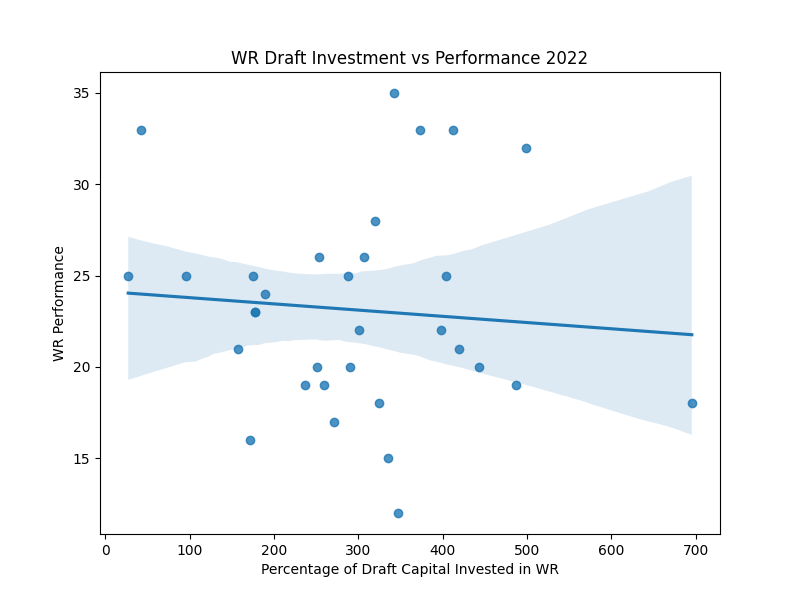 WR Draft Investment vs Performance 2022
35
30
25
20
15
WR Performance
0 100 200 300 400 500 600 700
Percentage of Draft Capital Invested in WR